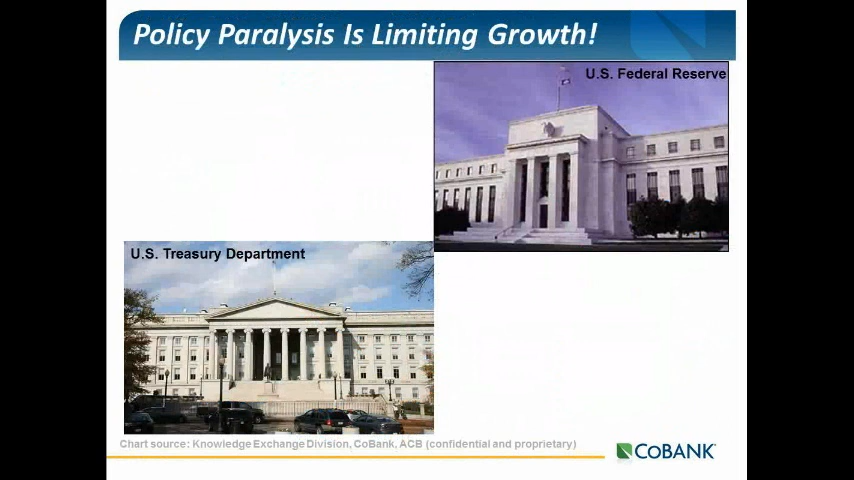 Policy Paralysis Is Limiting Growth!
U.S. Federal Reserve
U.S. Treasury Department
Chart source: Knowledge Exchange Division, CoBank, ACB (confidential and proprietary)
COBANK